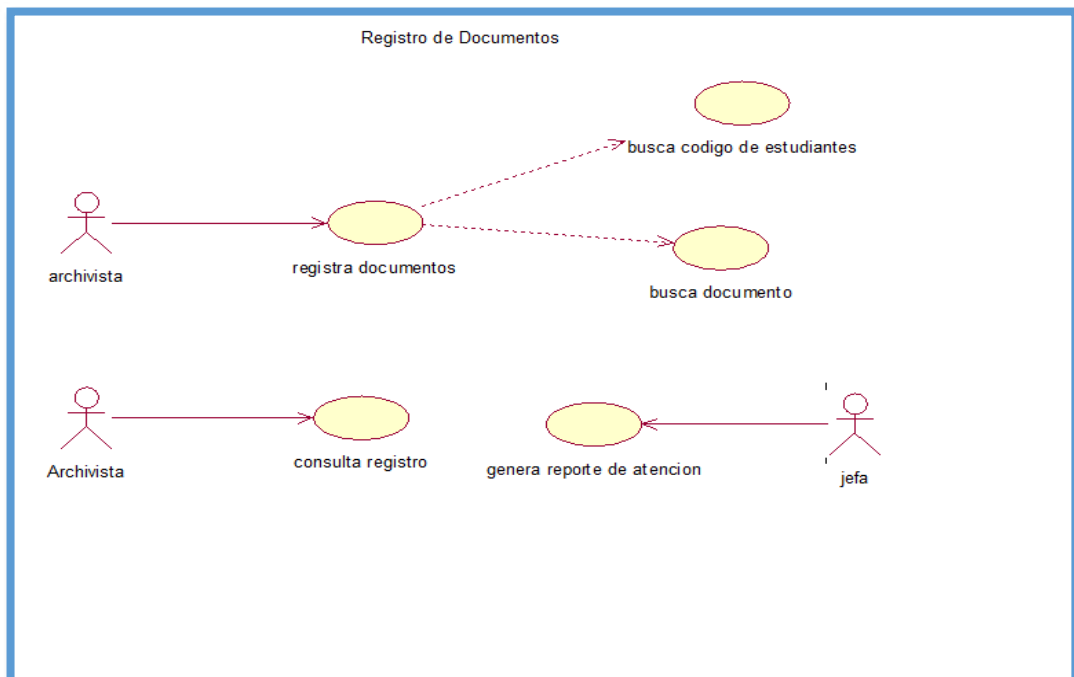 Registro de Documentos
busca codigo de estudiantes
archivista
registra documentos
busca documento
Archivista
consulta registro
genera reporte de atencion
jefa